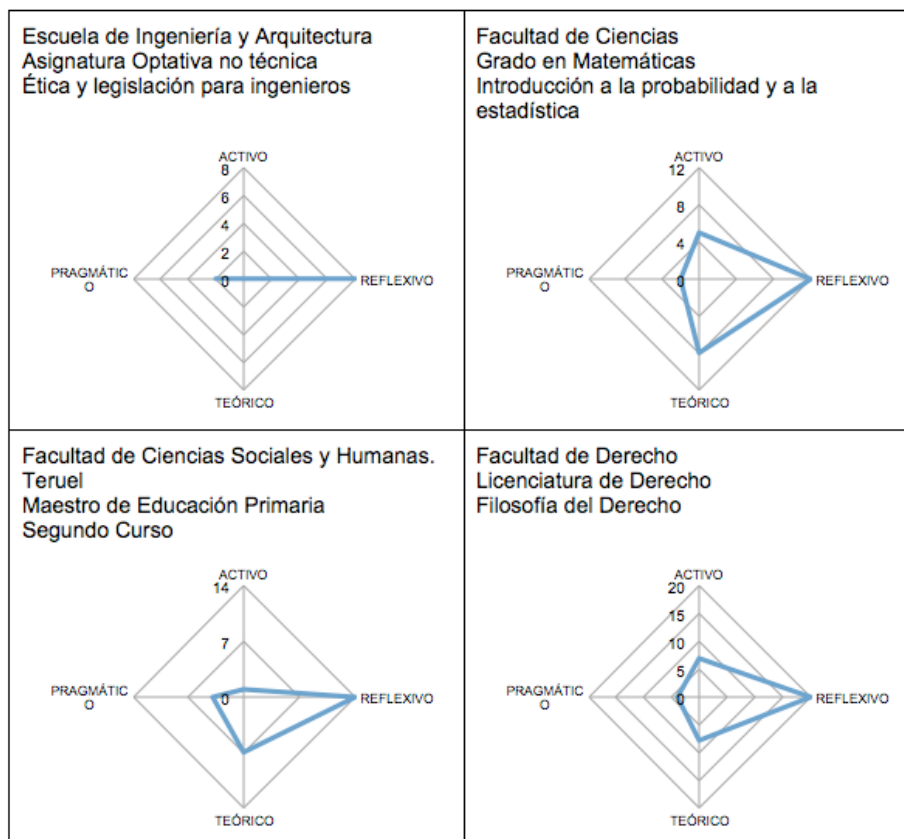 Escuela de Ingeniería y Arquitectura
Asignatura Optativa no técnica
Ética y legislación para ingenieros
ACTIVO
8
6
4
2
0
PRAGMÁTIC
O
REFLEXIVO
TEÓRICO
Facultad de Ciencias
Grado en Matemáticas
Introducción a la probabilidad y a la
estadística
ACTIVO
12
8
4
0
PRAGMÁTIC
O
REFLEXIVO
TEÓRICO
Facultad de Ciencias Sociales y Humanas.
Teruel
Maestro de Educación Primaria
Segundo Curso
ACTIVO
14
7
0
PRAGMÁTIC
O
REFLEXIVO
TEÓRICO
Facultad de Derecho
Licenciatura de Derecho
Filosofía del Derecho
ACTIVO
20
15
10
5
0
PRAGMÁTIC
O
REFLEXIVO
TEÓRICO